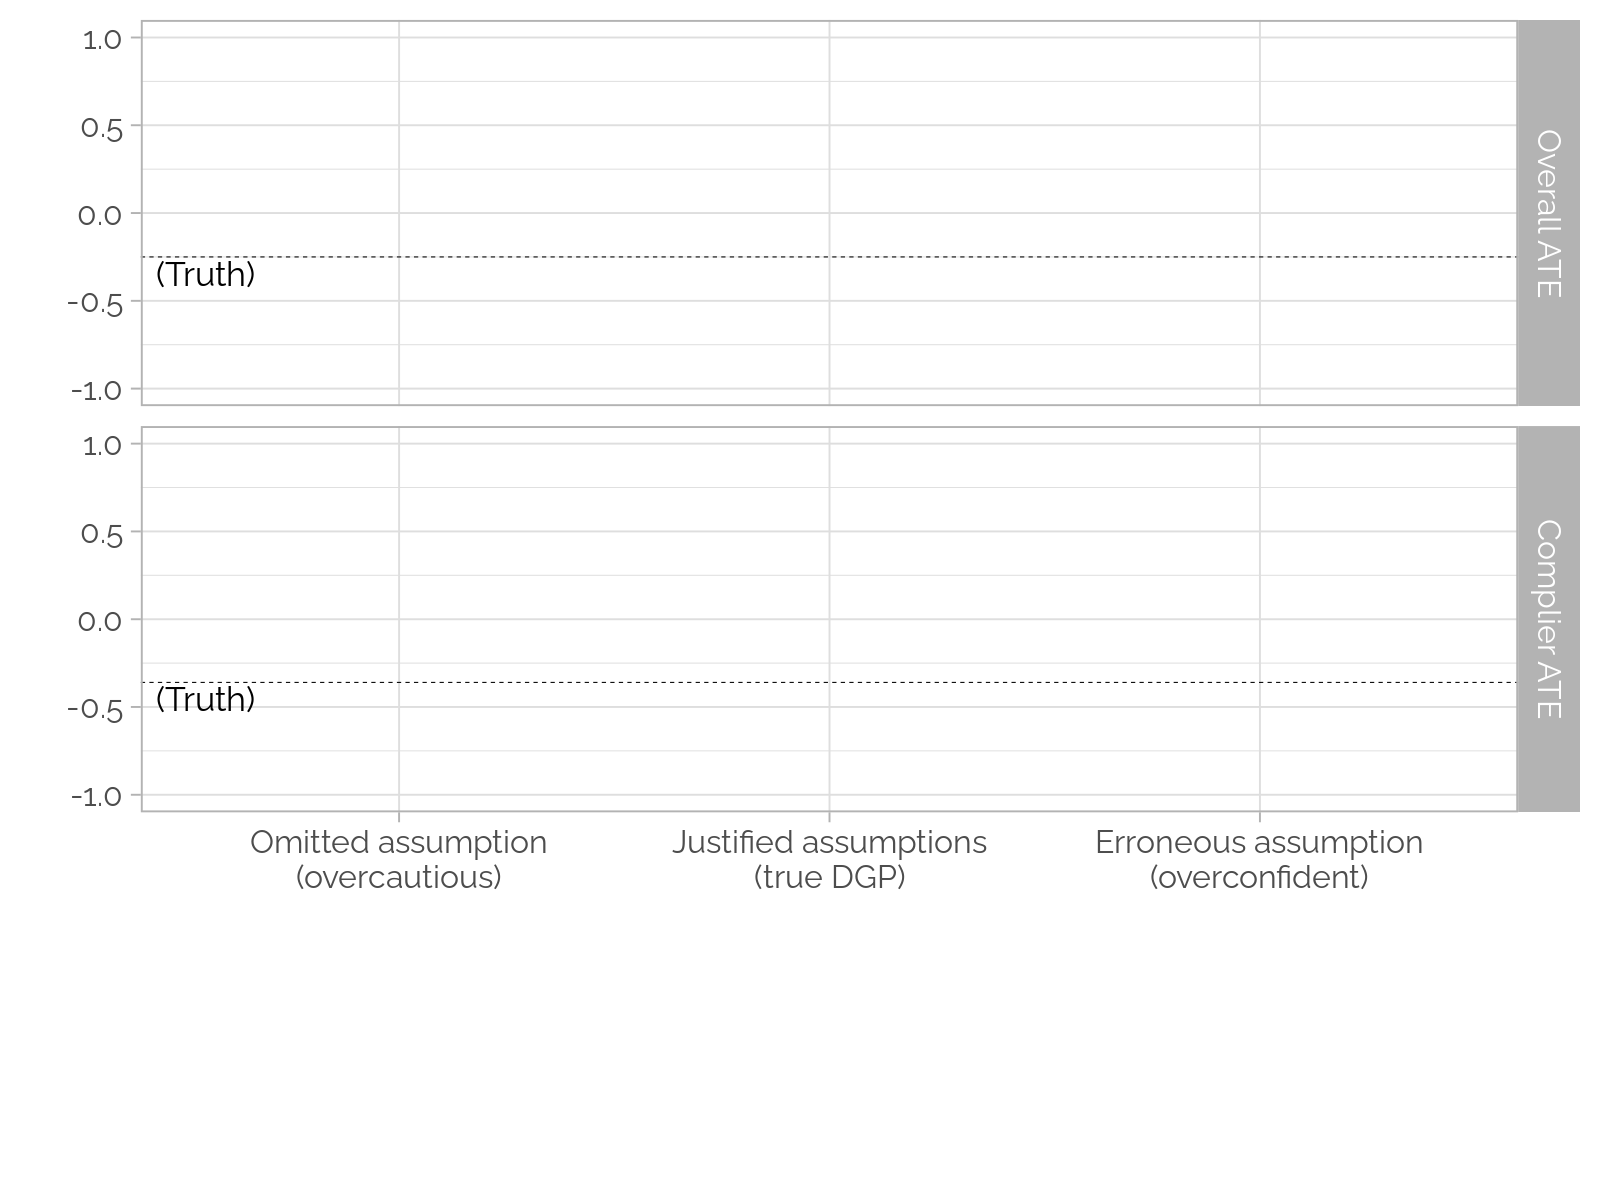 1.0
0.5
0.0
-0.5
-1.0
(Truth)
Overall ATE
1.0
0.5
0.0
-0.5
-1.0
(Truth)
Complier ATE
Omitted assumption
(overcautious)
Justified assumptions
(true DGP)
Erroneous assumption
(overconfident)